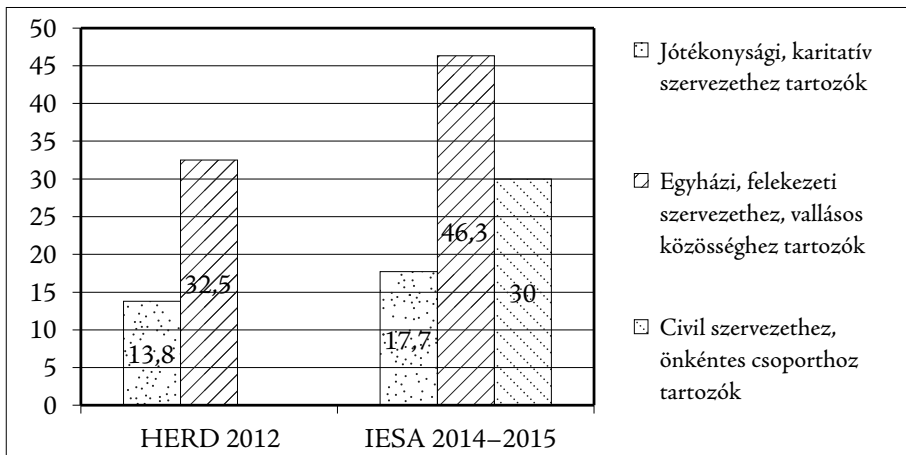 50
45
40
35
30
25
20
15
10
5
0
13,8
32,5
17,7
46,3
30
HERD 2012
IESA 2014–2015
Jótékonysági, karitatív
szervezethez tartozók
Egyházi, felekezeti
szervezethez, vallásos
közösséghez tartozók
Civil szervezethez,
önkéntes csoporthoz
tartozók